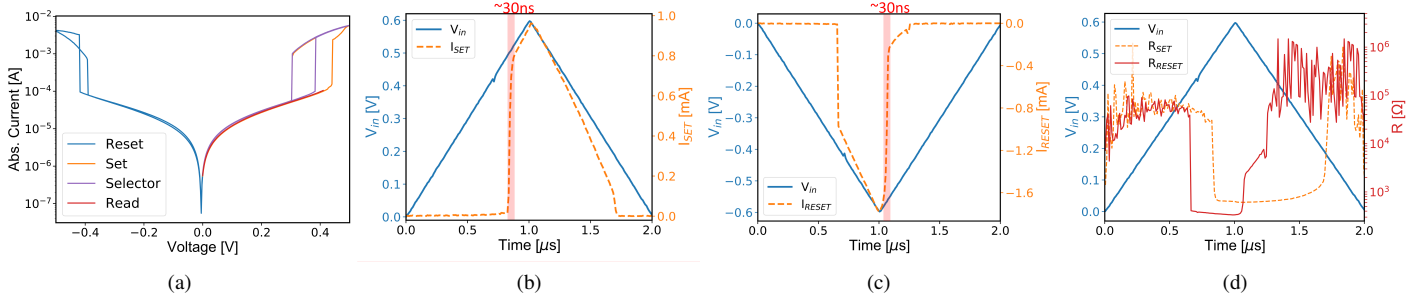 10⁻²
10⁻³
10⁻⁴
10⁻⁵
10⁻⁶
10⁻⁷
Abs. Current [A]
Reset
Set
Selector
Read
−0.4 −0.2 0.0 0.2 0.4
Voltage [V]
(a)
~30ns
0.6
0.5
0.4
0.3
0.2
0.1
0.0
V_in [V]
V_in
I_SET
1.0
0.8
0.6
0.4
0.2
0.0
I_SET [mA]
0.0 0.5 1.0 1.5 2.0
Time [μs]
(b)
~30ns
−0.0
−0.1
−0.2
−0.3
−0.4
−0.5
−0.6
V_in [V]
V_in
I_RESET
0.0
−0.4
−0.8
−1.2
−1.6
I_RESET [mA]
0.0 0.5 1.0 1.5 2.0
Time [μs]
(c)
0.6
0.5
0.4
0.3
0.2
0.1
0.0
V_in [V]
V_in
R_SET
R_RESET
10⁶
10⁵
10⁴
10³
R [Ω]
0.0 0.5 1.0 1.5 2.0
Time [μs]
(d)